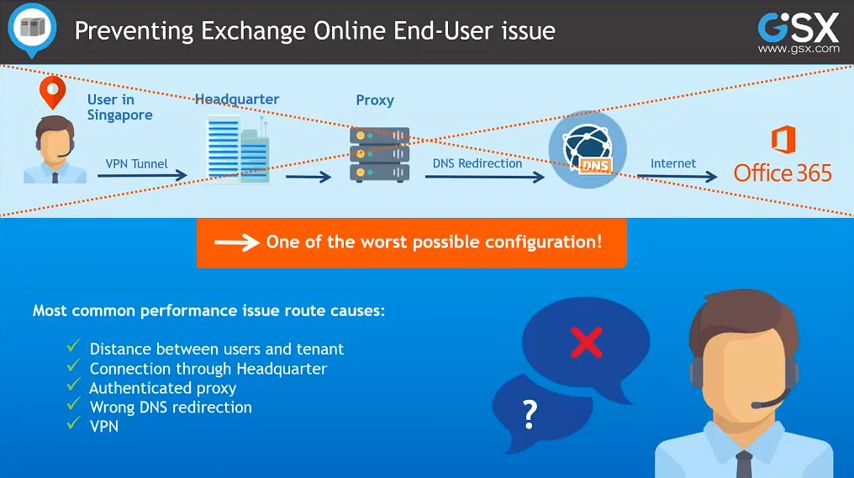 Preventing Exchange Online End-User issue
GSX
www.gsx.com
User in
Singapore
Headquarter
Proxy
VPN Tunnel
DNS Redirection
DNS
Internet
Office 365
One of the worst possible configuration!
Most common performance issue route causes:
Distance between users and tenant
Connection through Headquarter
Authenticated proxy
Wrong DNS redirection
VPN
?